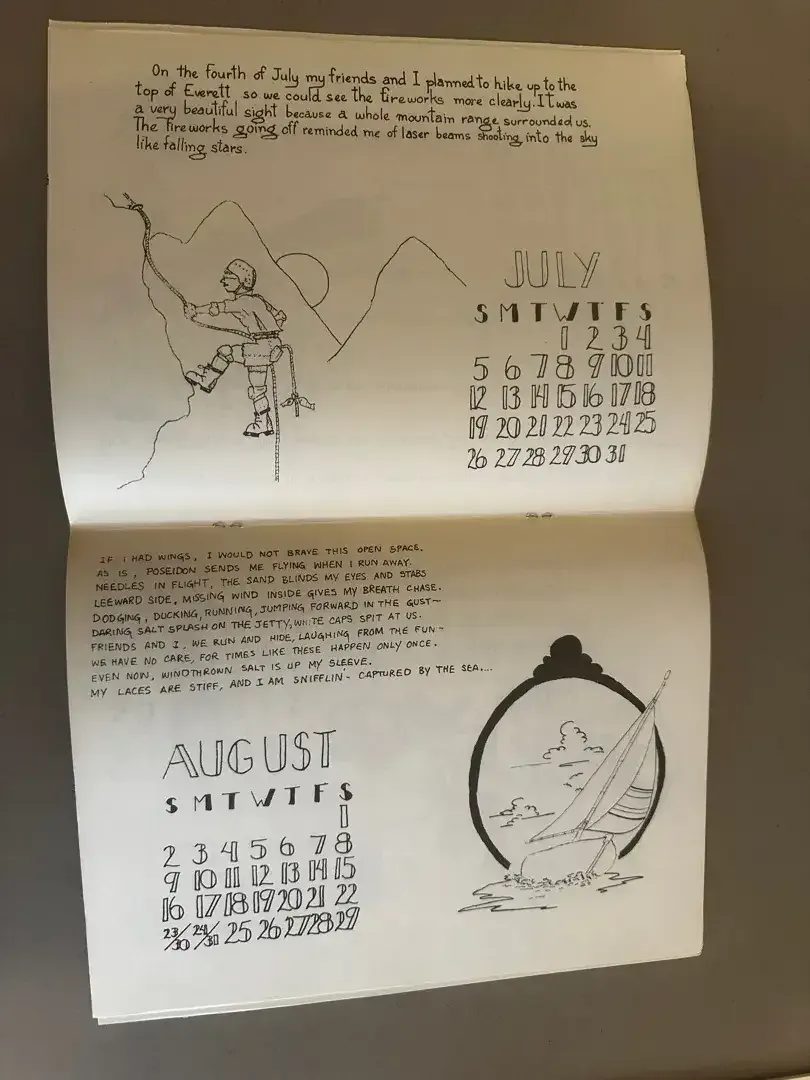 On the fourth of July my friends and I planned to hike up to the
top of Everett so we could see the fireworks more clearly. It was
a very beautiful sight because a whole mountain range surrounded us.
The fireworks going off reminded me of laser beams shooting into the sky
like falling stars.
JULY
S M T W T F S
1 2 3 4
5 6 7 8 9 10 11
12 13 14 15 16 17 18
19 20 21 22 23 24 25
26 27 28 29 30 31
IF I HAD WINGS, I WOULD NOT BRAVE THIS OPEN SPACE.
AS IS, POSEIDON SENDS ME FLYING WHEN I RUN AWAY.
NEEDLES IN FLIGHT, THE SAND BLINDS MY EYES AND STABS
LEEWARD SIDE, MISSING WIND INSIDE GIVES MY BREATH CHASE.
DODGING, DUCKING, RUNNING, JUMPING FORWARD IN THE GUST—
DARING SALT SPLASH ON THE JETTY, WHITE CAPS SPIT AT US.
FRIENDS AND I, WE RUN AND HIDE, LAUGHING FROM THE FUN-
WE HAVE NO CARE, FOR TIMES LIKE THESE HAPPEN ONLY ONCE.
EVEN NOW, WINDTHROWN SALT IS UP MY SLEEVE.
MY LACES ARE STIFF, AND I AM SNIFFLIN'- CAPTURED BY THE SEA...
AUGUST
S M T W T F S
1
2 3 4 5 6 7 8
9 10 11 12 13 14 15
16 17 18 19 20 21 22
23/30 24/31 25 26 27 28 29